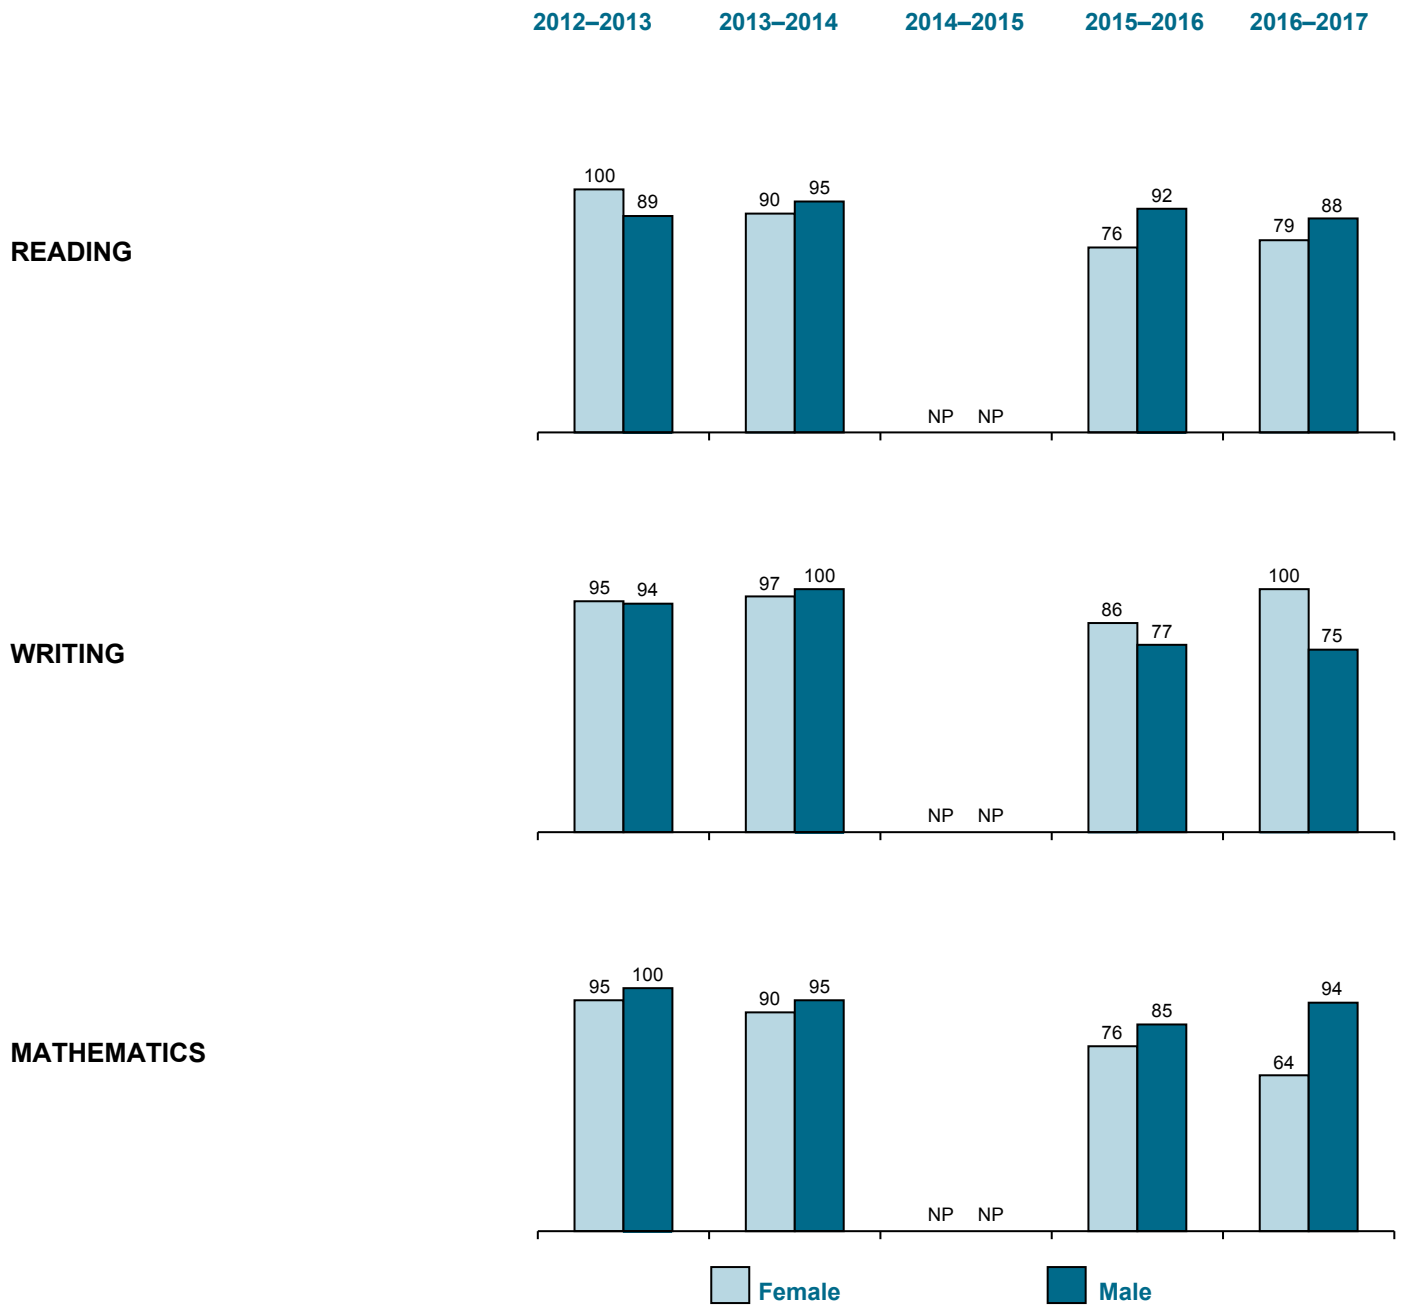 2012–2013 2013–2014 2014–2015 2015–2016 2016–2017
READING
100 89 90 95 NP NP 76 92 79 88
WRITING
95 94 97 100 NP NP 86 77 100 75
MATHEMATICS
95 100 90 95 NP NP 76 85 64 94
Female Male